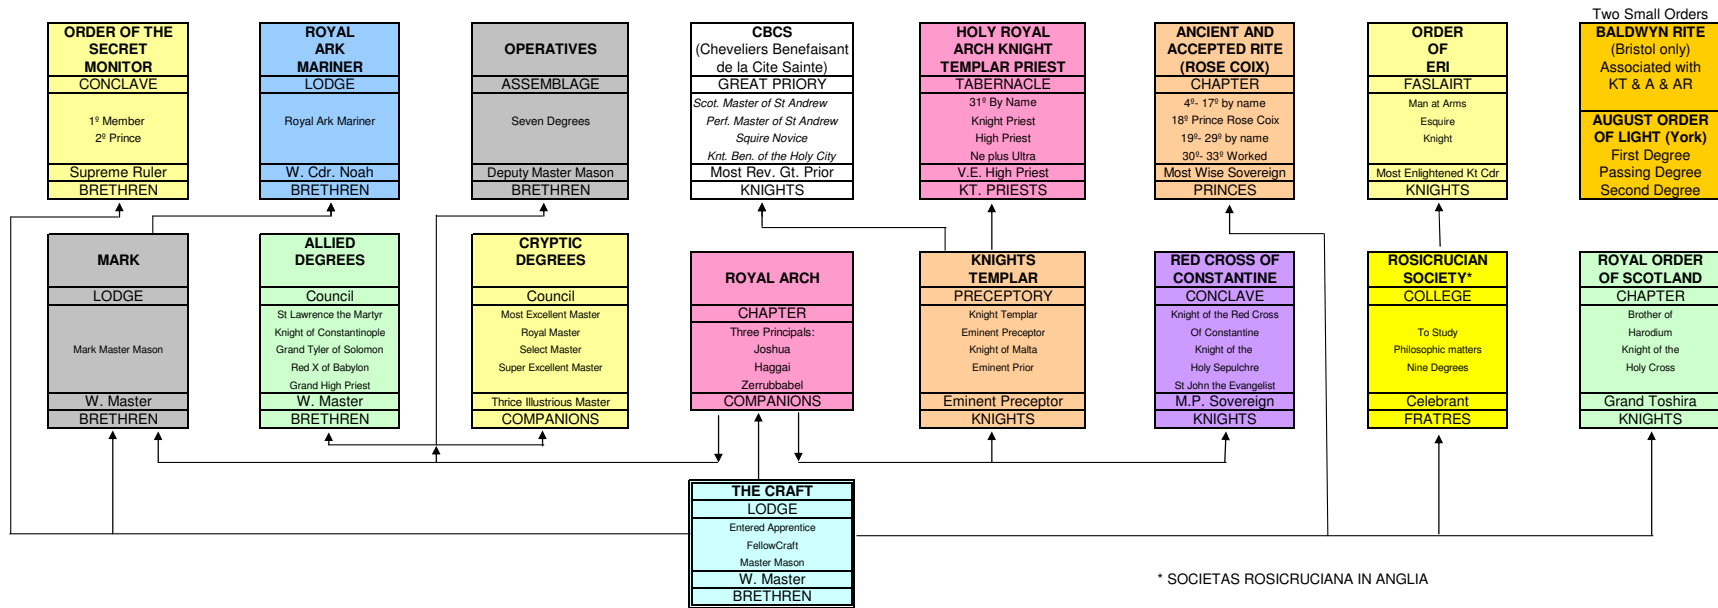 Two Small Orders
ORDER OF THE
SECRET
MONITOR
CONCLAVE
1º Member
2º Prince
Supreme Ruler
BRETHREN
ROYAL
ARK
MARINER
LODGE
Royal Ark Mariner
W. Cdr. Noah
BRETHREN
OPERATIVES
ASSEMBLAGE
Seven Degrees
Deputy Master Mason
BRETHREN
CBCS
(Cheveliers Benefaisant
de la Cite Sainte)
GREAT PRIORY
Scot. Master of St Andrew
Perf. Master of St Andrew
Squire Novice
Knt. Ben. of the Holy City
Most Rev. Gt. Prior
KNIGHTS
HOLY ROYAL
ARCH KNIGHT
TEMPLAR PRIEST
TABERNACLE
31º By Name
Knight Priest
High Priest
Ne plus Ultra
V.E. High Priest
KT. PRIESTS
ANCIENT AND
ACCEPTED RITE
(ROSE COIX)
CHAPTER
4º- 17º by name
18º Prince Rose Coix
19º- 29º by name
30º- 33º Worked
Most Wise Sovereign
PRINCES
ORDER
OF
ERI
FASLAIRT
Man at Arms
Esquire
Knight
Most Enlightened Kt Cdr
KNIGHTS
BALDWYN RITE
(Bristol only)
Associated with
KT & A & AR
AUGUST ORDER
OF LIGHT (York)
First Degree
Passing Degree
Second Degree
MARK
LODGE
Mark Master Mason
W. Master
BRETHREN
ALLIED
DEGREES
Council
St Lawrence the Martyr
Knight of Constantinople
Grand Tyler of Solomon
Red X of Babylon
Grand High Priest
W. Master
BRETHREN
CRYPTIC
DEGREES
Council
Most Excellent Master
Royal Master
Select Master
Super Excellent Master
Thrice Illustrious Master
COMPANIONS
ROYAL ARCH
CHAPTER
Three Principals:
Joshua
Haggai
Zerrubbabel
COMPANIONS
KNIGHTS
TEMPLAR
PRECEPTORY
Knight Templar
Eminent Preceptor
Knight of Malta
Eminent Prior
Eminent Preceptor
KNIGHTS
RED CROSS OF
CONSTANTINE
CONCLAVE
Knight of the Red Cross
Of Constantine
Knight of the
Holy Sepulchre
St John the Evangelist
M.P. Sovereign
KNIGHTS
ROSICRUCIAN
SOCIETY*
COLLEGE
To Study
Philosophic matters
Nine Degrees
Celebrant
FRATRES
ROYAL ORDER
OF SCOTLAND
CHAPTER
Brother of
Harodium
Knight of the
Holy Cross
Grand Toshira
KNIGHTS
THE CRAFT
LODGE
Entered Apprentice
FellowCraft
Master Mason
W. Master
BRETHREN
* SOCIETAS ROSICRUCIANA IN ANGLIA